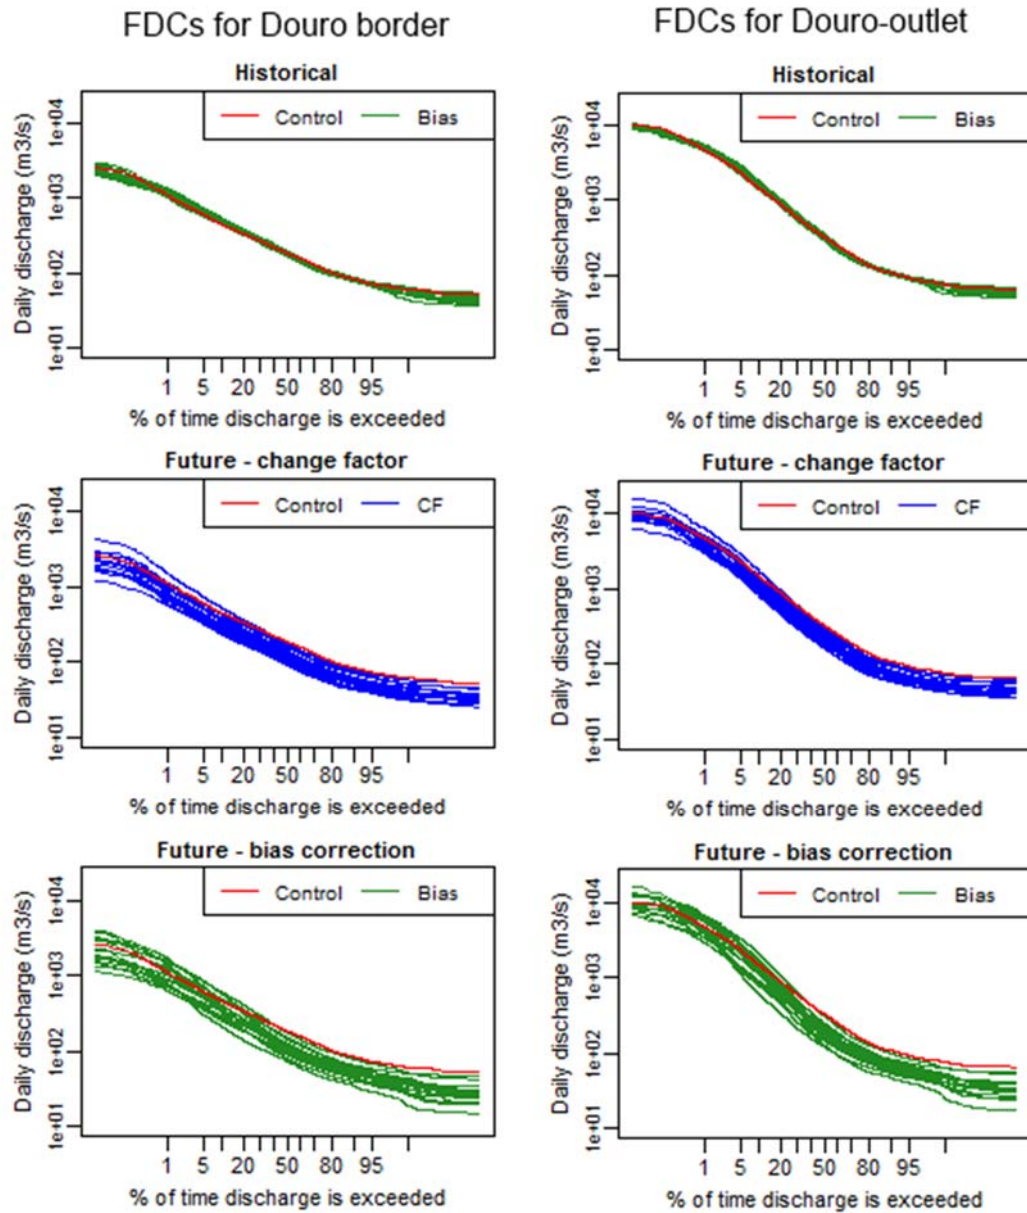 FDCs for Douro border
Historical
Control Bias
Daily discharge (m3/s)
1e+04
1e+03
1e+02
1e+01
1 5 20 50 80 95
% of time discharge is exceeded
Future - change factor
Control CF
Daily discharge (m3/s)
1e+04
1e+03
1e+02
1e+01
1 5 20 50 80 95
% of time discharge is exceeded
Future - bias correction
Control Bias
Daily discharge (m3/s)
1e+04
1e+03
1e+02
1e+01
1 5 20 50 80 95
% of time discharge is exceeded
FDCs for Douro-outlet
Historical
Control Bias
Daily discharge (m3/s)
1e+04
1e+03
1e+02
1e+01
1 5 20 50 80 95
% of time discharge is exceeded
Future - change factor
Control CF
Daily discharge (m3/s)
1e+04
1e+03
1e+02
1e+01
1 5 20 50 80 95
% of time discharge is exceeded
Future - bias correction
Control Bias
Daily discharge (m3/s)
1e+04
1e+03
1e+02
1e+01
1 5 20 50 80 95
% of time discharge is exceeded